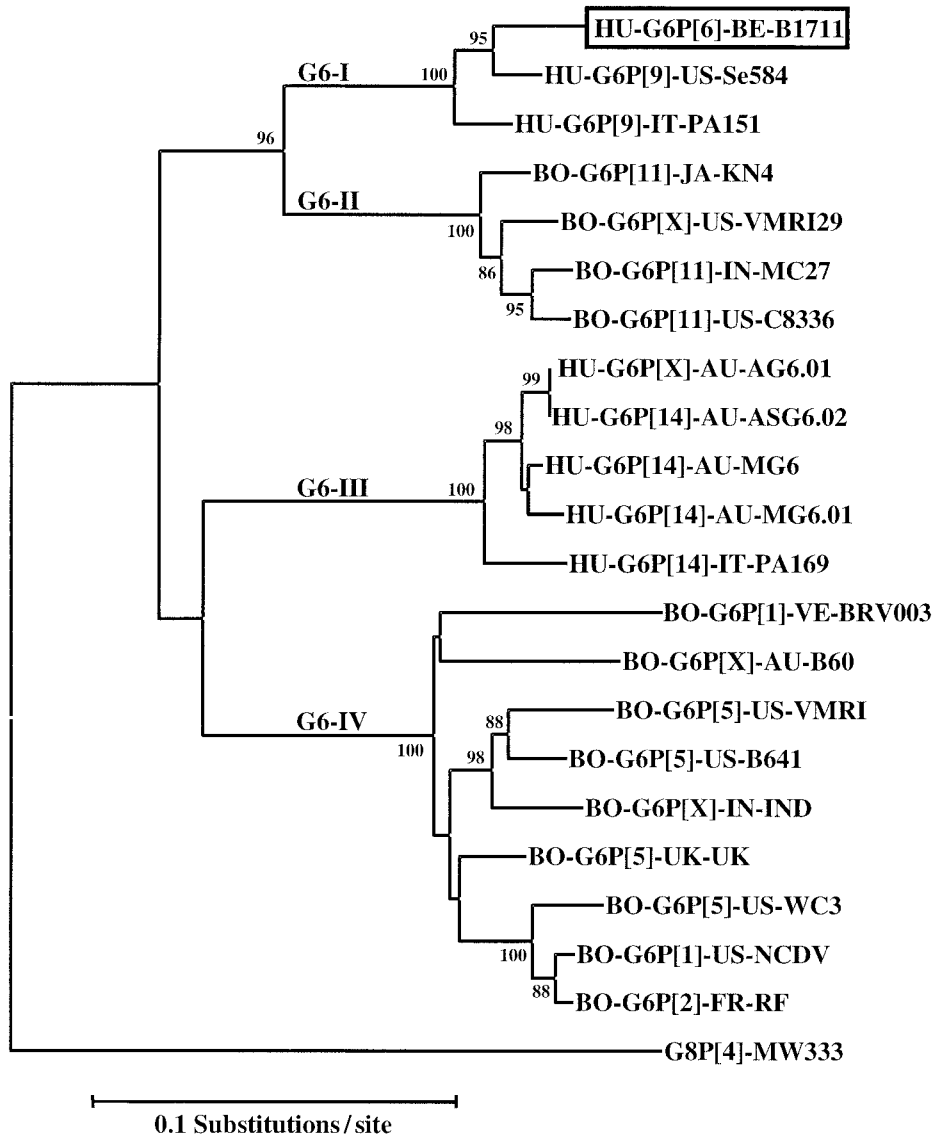 HU-G6P[6]-BE-B1711
95
HU-G6P[9]-US-Se584
G6-I
100
HU-G6P[9]-IT-PA151
96
BO-G6P[11]-JA-KN4
G6-II
BO-G6P[X]-US-VMRI29
100
BO-G6P[11]-IN-MC27
86
95
BO-G6P[11]-US-C8336
HU-G6P[X]-AU-AG6.01
99
HU-G6P[14]-AU-ASG6.02
98
HU-G6P[14]-AU-MG6
G6-III
100
HU-G6P[14]-AU-MG6.01
HU-G6P[14]-IT-PA169
BO-G6P[1]-VE-BRV003
BO-G6P[X]-AU-B60
BO-G6P[5]-US-VMRI
G6-IV
88
100
98
BO-G6P[5]-US-B641
BO-G6P[X]-IN-IND
BO-G6P[5]-UK-UK
BO-G6P[5]-US-WC3
100
BO-G6P[1]-US-NCDV
88
BO-G6P[2]-FR-RF
G8P[4]-MW333
0.1 Substitutions/site